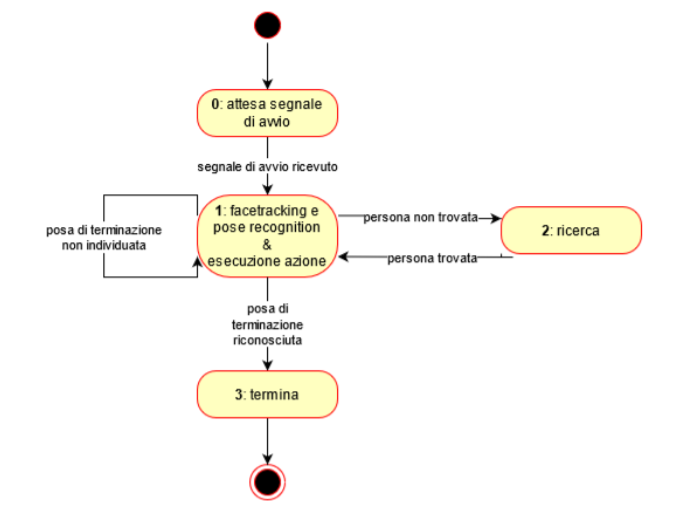 0: attesa segnale
di avvio
segnale di avvio ricevuto
1: facetracking e
pose recognition
&
esecuzione azione
posa di terminazione
non individuata
persona non trovata
2: ricerca
persona trovata
posa di
terminazione
riconosciuta
3: termina